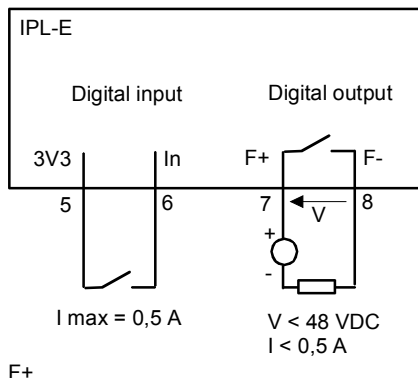 IPL-E
Digital input Digital output
3V3 In F+ F-
5 6 7 8
V
+
-
I max = 0,5 A
V < 48 VDC
I < 0,5 A
F+